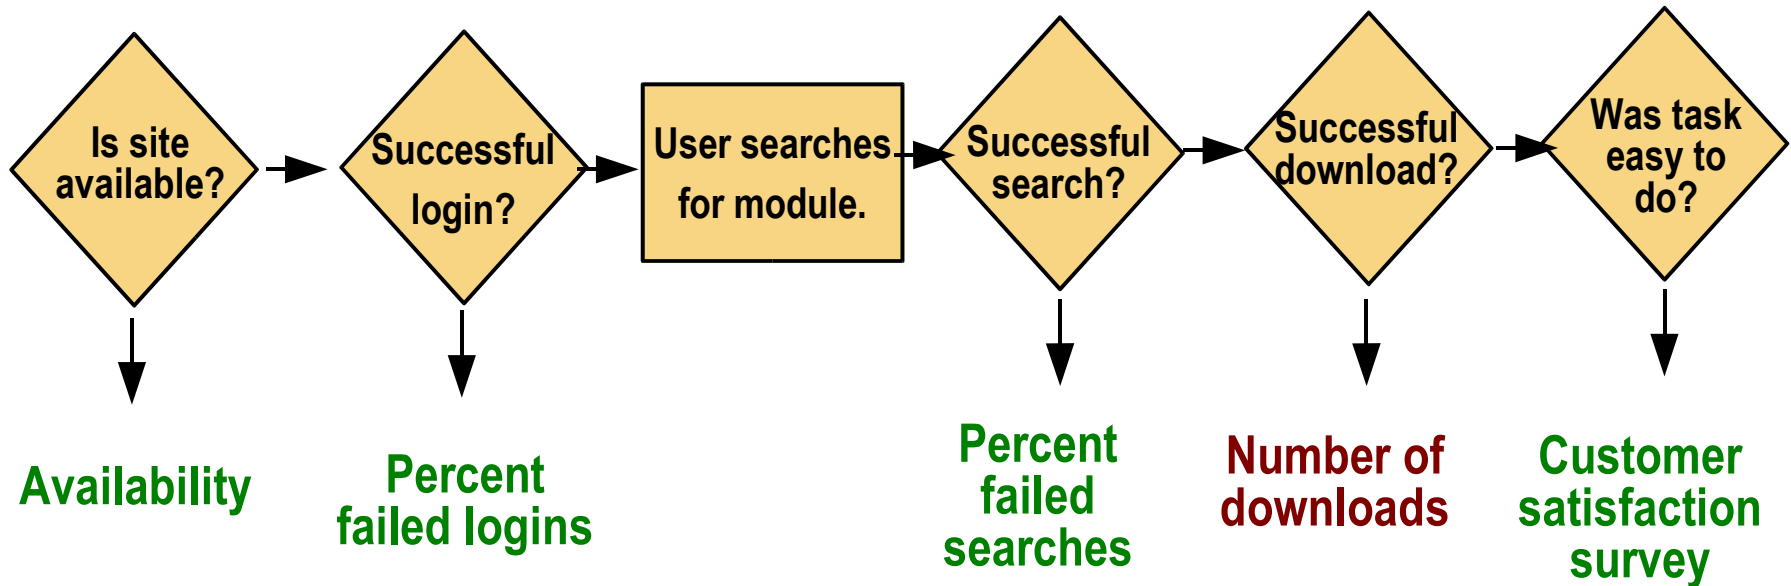 Is site
available?
Successful
login?
User searches
for module.
Successful
search?
Successful
download?
Was task
easy to
do?
Availability
Percent
failed logins
Percent
failed
searches
Number of
downloads
Customer
satisfaction
survey